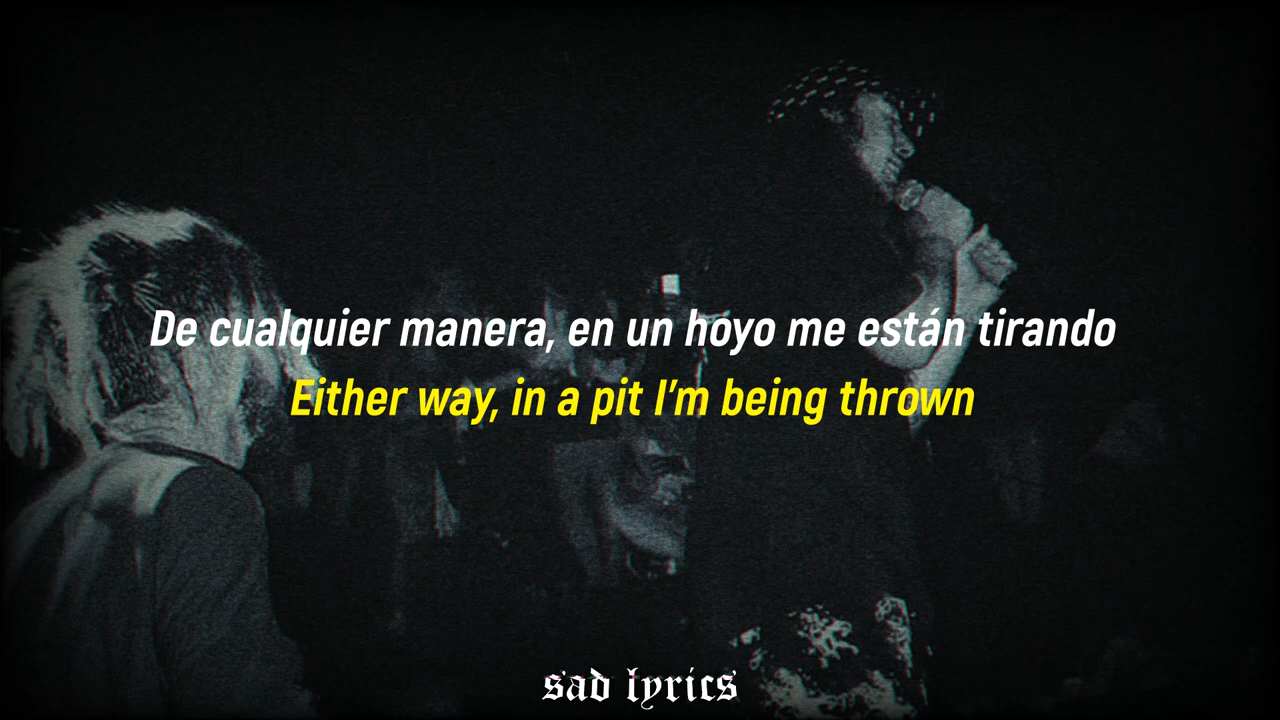 De cualquier manera, en un hoyo me están tirando
Either way, in a pit I'm being thrown
sad lyrics